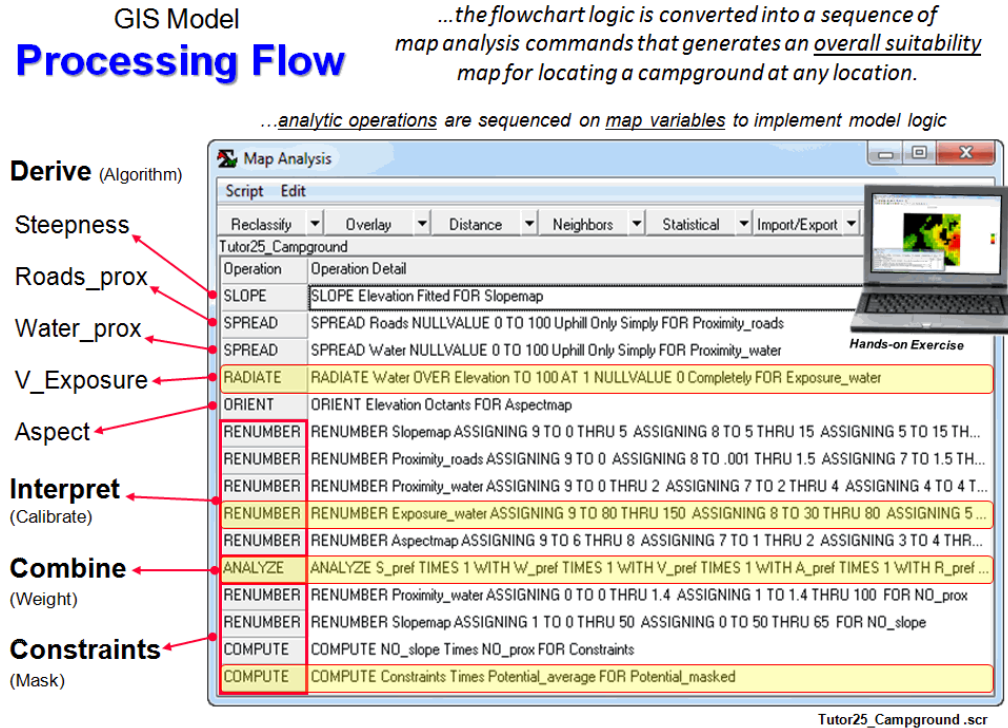 GIS Model
Processing Flow
...the flowchart logic is converted into a sequence of
map analysis commands that generates an overall suitability
map for locating a campground at any location.
...analytic operations are sequenced on map variables to implement model logic
Derive (Algorithm)
Steepness
Roads_prox
Water_prox
V_Exposure
Aspect
Interpret
(Calibrate)
Combine
(Weight)
Constraints
(Mask)
Map Analysis
Script Edit
Reclassify Overlay Distance Neighbors Statistical Import/Export
Tutor25_Campground
Operation Operation Detail
SLOPE SLOPE Elevation Fitted FOR Slopemap
SPREAD SPREAD Roads NULLVALUE 0 TO 100 Uphill Only Simply FOR Proximity_roads
SPREAD SPREAD Water NULLVALUE 0 TO 100 Uphill Only Simply FOR Proximity_water
RADIATE RADIATE Water OVER Elevation TO 100 AT 1 NULLVALUE 0 Completely FOR Exposure_water
ORIENT ORIENT Elevation Octants FOR Aspectmap
RENUMBER RENUMBER Slopemap ASSIGNING 9 TO 0 THRU 5 ASSIGNING 8 TO 5 THRU 15 ASSIGNING 5 TO 15 TH...
RENUMBER RENUMBER Proximity_roads ASSIGNING 9 TO 0 ASSIGNING 8 TO .001 THRU 1.5 ASSIGNING 7 TO 1.5 TH...
RENUMBER RENUMBER Proximity_water ASSIGNING 9 TO 0 THRU 2 ASSIGNING 7 TO 2 THRU 4 ASSIGNING 4 TO 4 T...
RENUMBER RENUMBER Exposure_water ASSIGNING 9 TO 80 THRU 150 ASSIGNING 8 TO 30 THRU 80 ASSIGNING 5 ...
RENUMBER RENUMBER Aspectmap ASSIGNING 9 TO 6 THRU 8 ASSIGNING 7 TO 1 THRU 2 ASSIGNING 3 TO 4 THR...
ANALYZE ANALYZE S_pref TIMES 1 WITH W_pref TIMES 1 WITH V_pref TIMES 1 WITH A_pref TIMES 1 WITH R_pref ...
RENUMBER RENUMBER Proximity_water ASSIGNING 0 TO 0 THRU 1.4 ASSIGNING 1 TO 1.4 THRU 100 FOR NO_prox
RENUMBER RENUMBER Slopemap ASSIGNING 1 TO 0 THRU 50 ASSIGNING 0 TO 50 THRU 65 FOR NO_slope
COMPUTE COMPUTE NO_slope Times NO_prox FOR Constraints
COMPUTE COMPUTE Constraints Times Potential_average FOR Potential_masked
Hands-on Exercise
Tutor25_Campground.scr